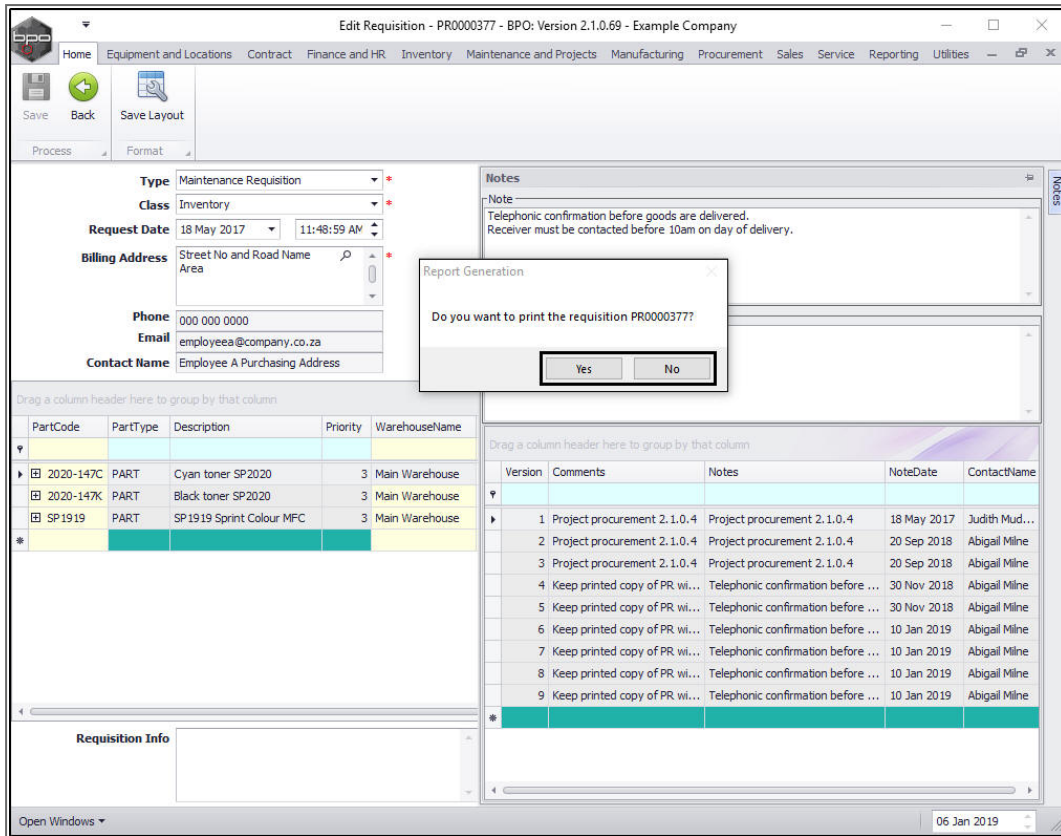 Edit Requisition - PR0000377 - BPO: Version 2.1.0.69 - Example Company
bpo
Home Equipment and Locations Contract Finance and HR Inventory Maintenance and Projects Manufacturing Procurement Sales Service Reporting Utilities
Save Back Save Layout
Process Format
Type Maintenance Requisition *
Class Inventory *
Request Date 18 May 2017 11:48:59 AM
Billing Address Street No and Road Name *
Area
Phone 000 000 0000
Email employeea@company.co.za
Contact Name Employee A Purchasing Address
Notes
Notes
Note
Telephonic confirmation before goods are delivered.
Receiver must be contacted before 10am on day of delivery.
Report Generation
Do you want to print the requisition PR0000377?
Yes No
Drag a column header here to group by that column
PartCode PartType Description Priority WarehouseName
2020-147C PART Cyan toner SP2020 3 Main Warehouse
2020-147K PART Black toner SP2020 3 Main Warehouse
SP1919 PART SP1919 Sprint Colour MFC 3 Main Warehouse
Requisition Info
Drag a column header here to group by that column
Version Comments Notes NoteDate ContactName
1 Project procurement 2.1.0.4 Project procurement 2.1.0.4 18 May 2017 Judith Mud...
2 Project procurement 2.1.0.4 Project procurement 2.1.0.4 20 Sep 2018 Abigail Milne
3 Project procurement 2.1.0.4 Project procurement 2.1.0.4 20 Sep 2018 Abigail Milne
4 Keep printed copy of PR wi... Telephonic confirmation before ... 30 Nov 2018 Abigail Milne
5 Keep printed copy of PR wi... Telephonic confirmation before ... 30 Nov 2018 Abigail Milne
6 Keep printed copy of PR wi... Telephonic confirmation before ... 10 Jan 2019 Abigail Milne
7 Keep printed copy of PR wi... Telephonic confirmation before ... 10 Jan 2019 Abigail Milne
8 Keep printed copy of PR wi... Telephonic confirmation before ... 10 Jan 2019 Abigail Milne
9 Keep printed copy of PR wi... Telephonic confirmation before ... 10 Jan 2019 Abigail Milne
Open Windows 06 Jan 2019